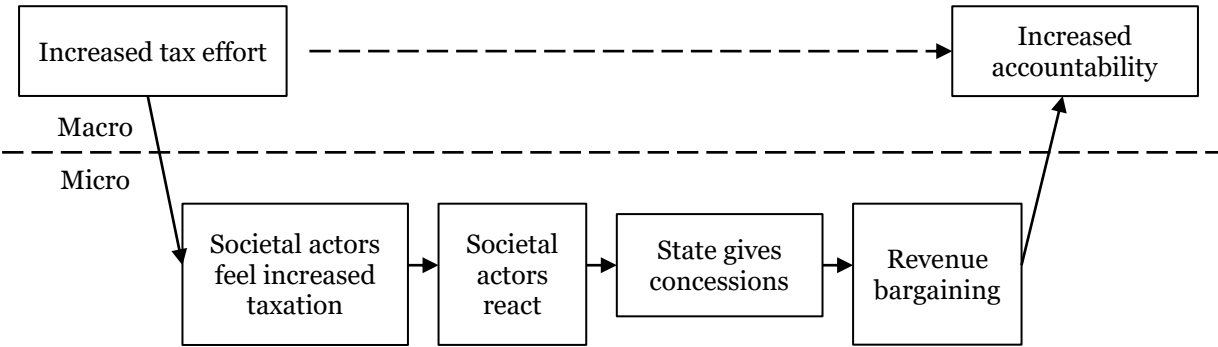 Increased tax effort
Increased
accountability
Macro
Micro
Societal actors
feel increased
taxation
Societal
actors
react
State gives
concessions
Revenue
bargaining